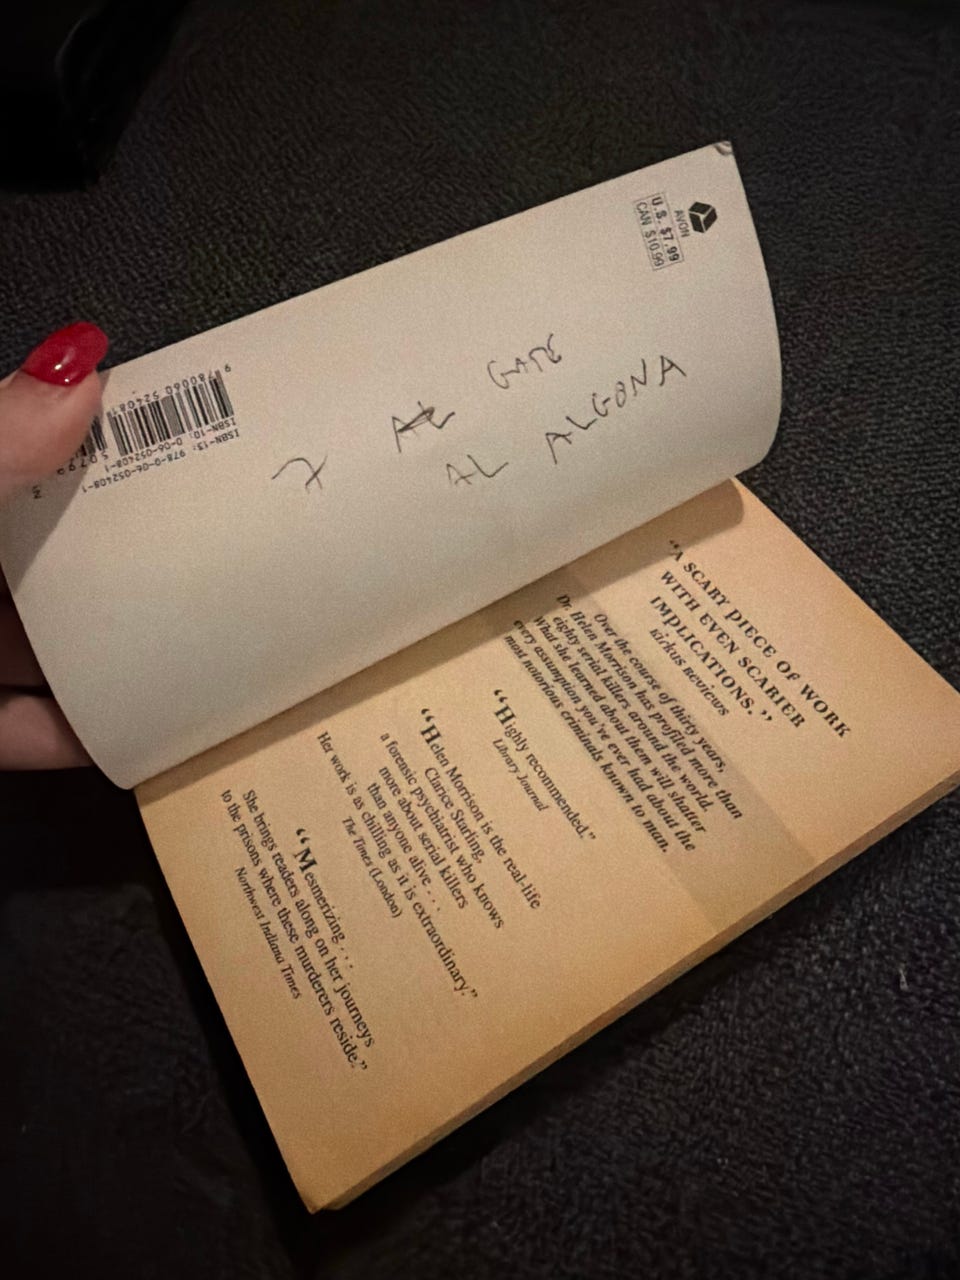 AVON
U.S. $7.99
CAN $10.99
GATE
AL ALGONA
9 780060 524081
ISBN-13: 978-0-06-052408-1
ISBN-10: 0-06-052408-1
"A SCARY PIECE OF WORK
WITH EVEN SCARIER
IMPLICATIONS."
Kirkus Reviews
Over the course of thirty years,
Dr. Helen Morrison has profiled more than
eighty serial killers around the world.
What she learned about them will shatter
every assumption you've ever had about the
most notorious criminals known to man.
"Highly recommended."
Library Journal
"Helen Morrison is the real-life
Clarice Starling,
a forensic psychiatrist who knows
more about serial killers
than anyone alive . . .
Her work is as chilling as it is extraordinary."
The Times (London)
"Mesmerizing . . .
She brings readers along on her journeys
to the prisons where these murderers reside."
Northwest Indiana Times